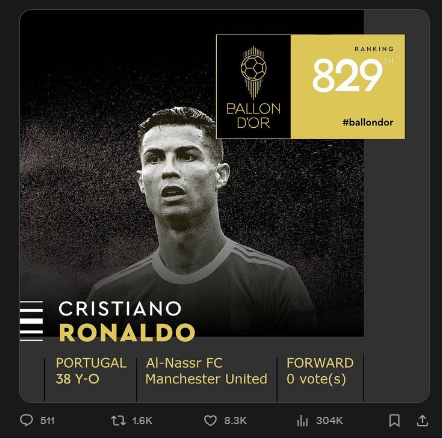 RANKING
829TH
BALLON
D'OR
#ballondor
CRISTIANO
RONALDO
PORTUGAL
38 Y-O
Al-Nassr FC
Manchester United
FORWARD
0 vote(s)
511
1.6K
8.3K
304K